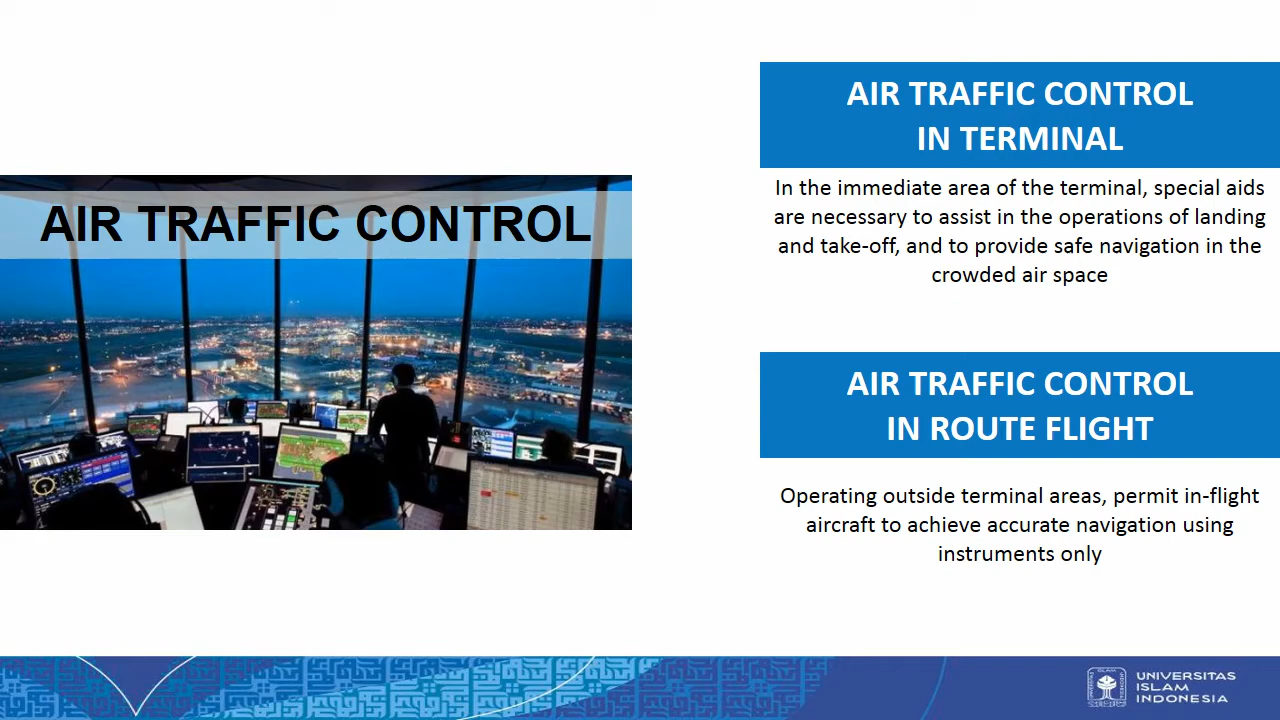 AIR TRAFFIC CONTROL
AIR TRAFFIC CONTROL
IN TERMINAL
In the immediate area of the terminal, special aids
are necessary to assist in the operations of landing
and take-off, and to provide safe navigation in the
crowded air space
AIR TRAFFIC CONTROL
IN ROUTE FLIGHT
Operating outside terminal areas, permit in-flight
aircraft to achieve accurate navigation using
instruments only
UNIVERSITAS
ISLAM
INDONESIA